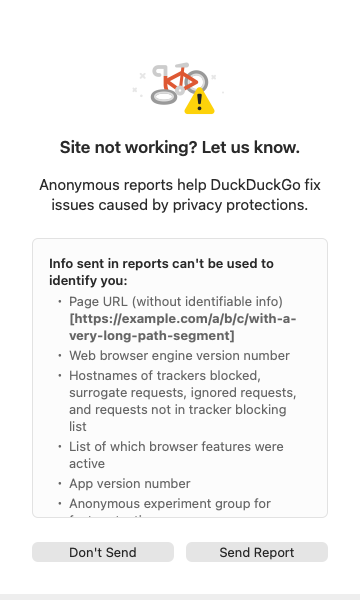 Site not working? Let us know.
Anonymous reports help DuckDuckGo fix
issues caused by privacy protections.
Info sent in reports can't be used to
identify you:
• Page URL (without identifiable info)
[https://example.com/a/b/c/with-a-
very-long-path-segment]
• Web browser engine version number
• Hostnames of trackers blocked,
surrogate requests, ignored requests,
and requests not in tracker blocking
list
• List of which browser features were
active
• App version number
• Anonymous experiment group for
Don't Send
Send Report